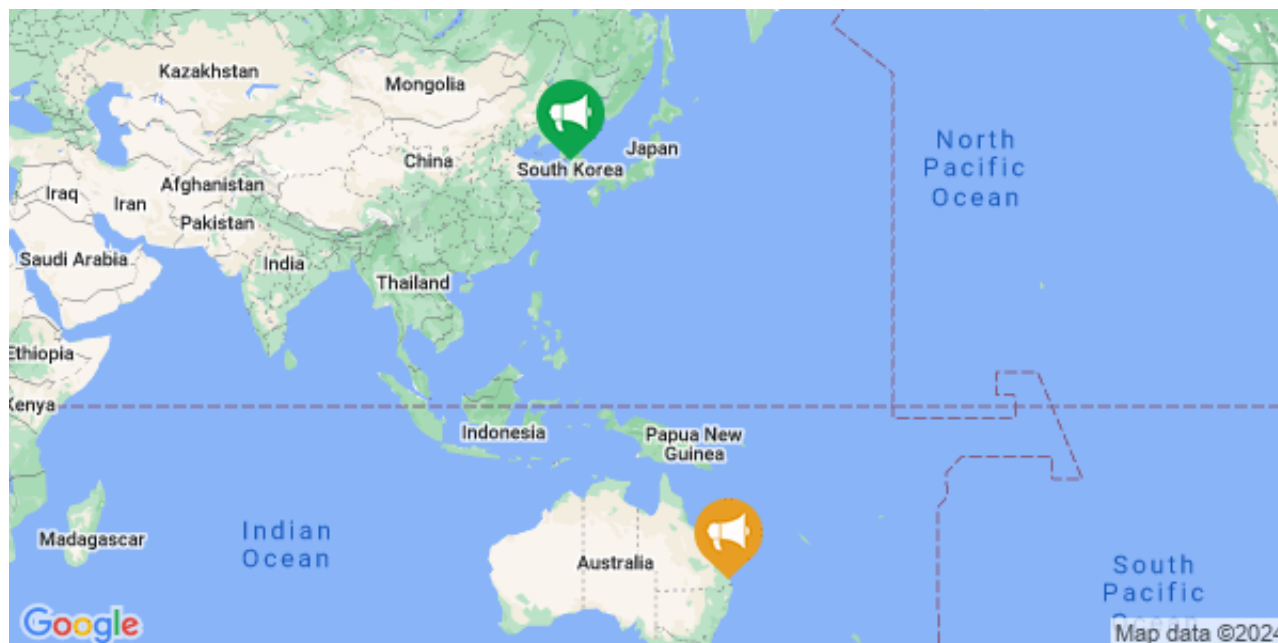 Kazakhstan
Mongolia
North
Pacific
Ocean
Japan
South Korea
China
Afghanistan
Iraq
Iran
Pakistan
Saudi Arabia
India
Thailand
Ethiopia
Kenya
Indonesia
Papua New
Guinea
Indian
Ocean
Madagascar
Australia
South
Pacific
Ocean
Google
Map data ©2024